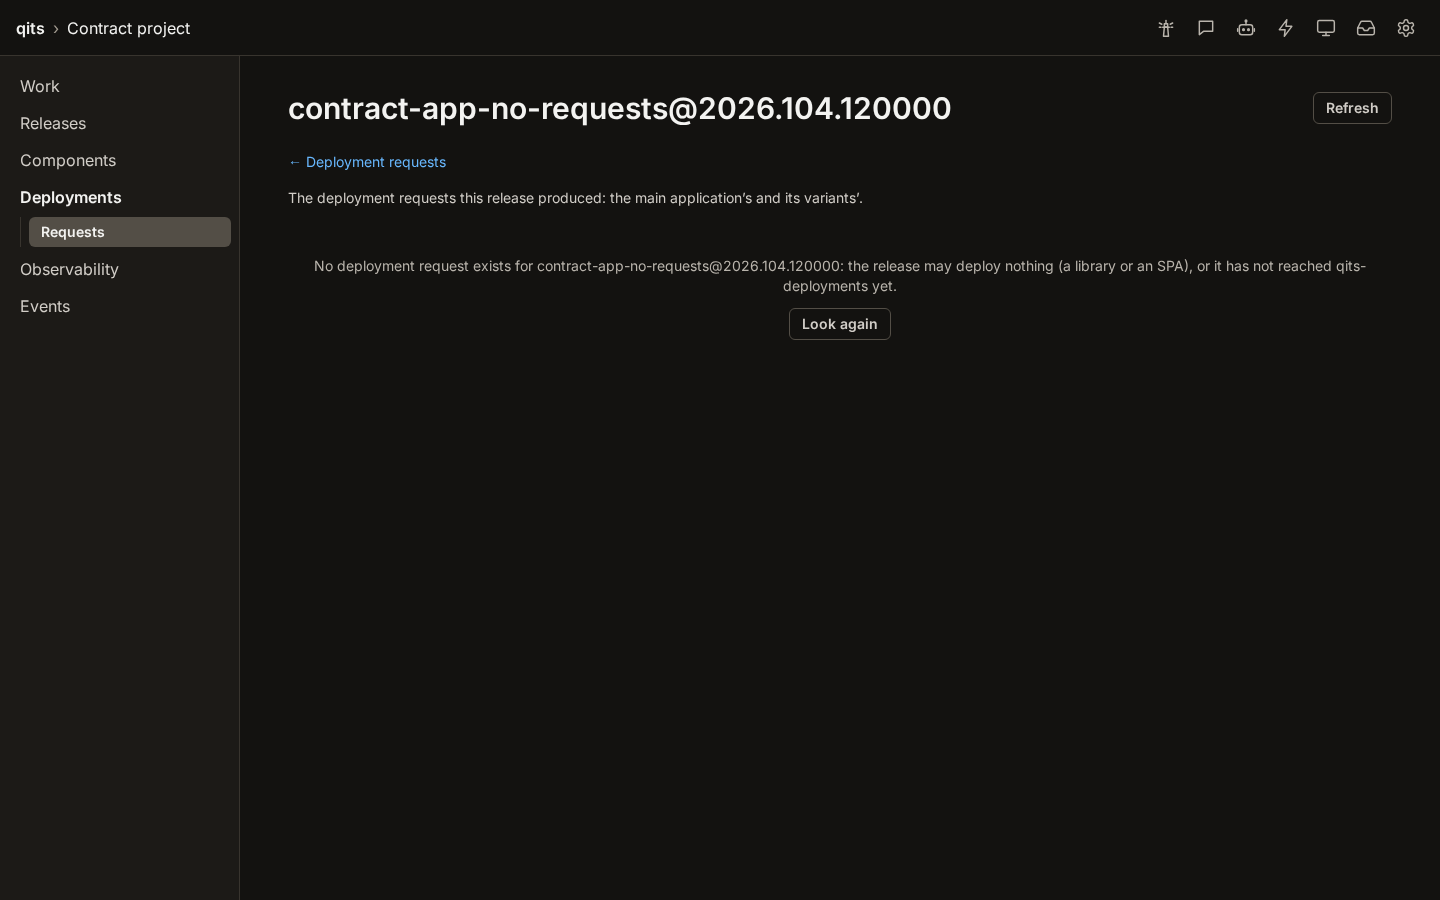 qits › Contract project
Work
Releases
Components
Deployments
Requests
Observability
Events
contract-app-no-requests@2026.104.120000
Refresh
← Deployment requests
The deployment requests this release produced: the main application’s and its variants’.
No deployment request exists for contract-app-no-requests@2026.104.120000: the release may deploy nothing (a library or an SPA), or it has not reached qits-
deployments yet.
Look again